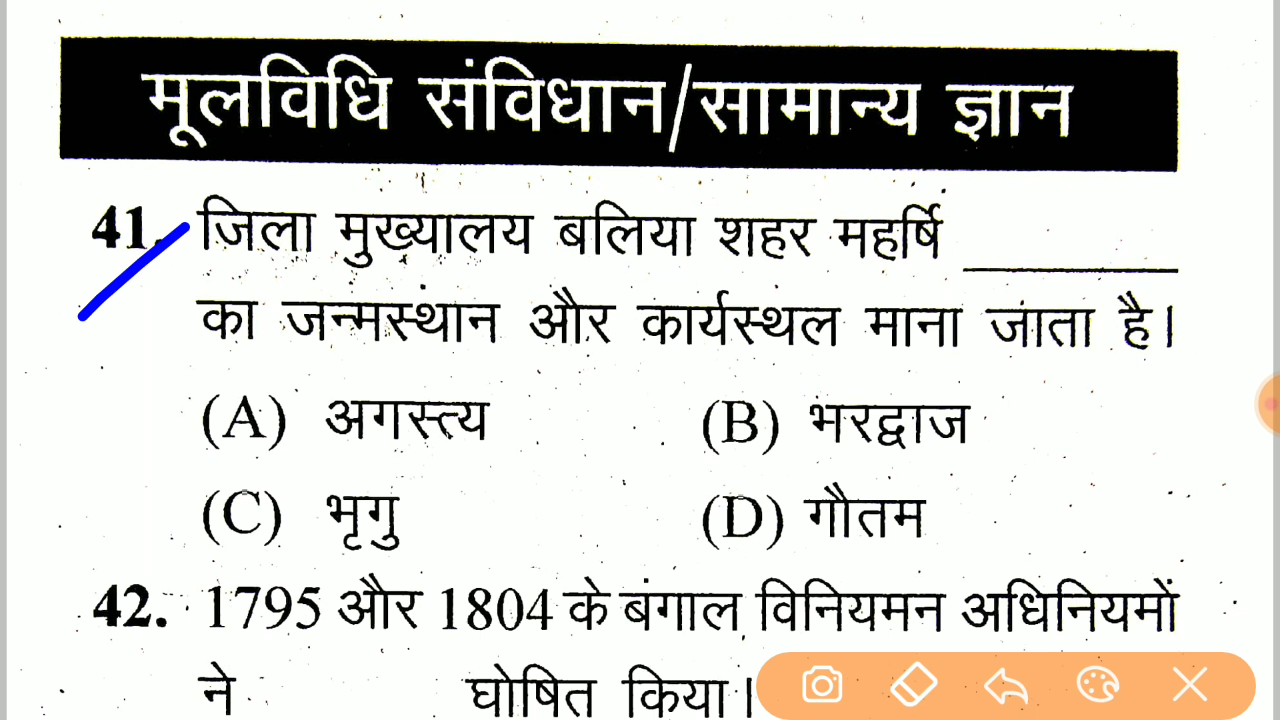 मूलविधि संविधान/सामान्य ज्ञान
41. जिला मुख्यालय बलिया शहर महर्षि ________
का जन्मस्थान और कार्यस्थल माना जाता है।
(A) अगस्त्य (B) भरद्वाज
(C) भृगु (D) गौतम
42. 1795 और 1804 के बंगाल विनियमन अधिनियमों
ने घोषित किया।